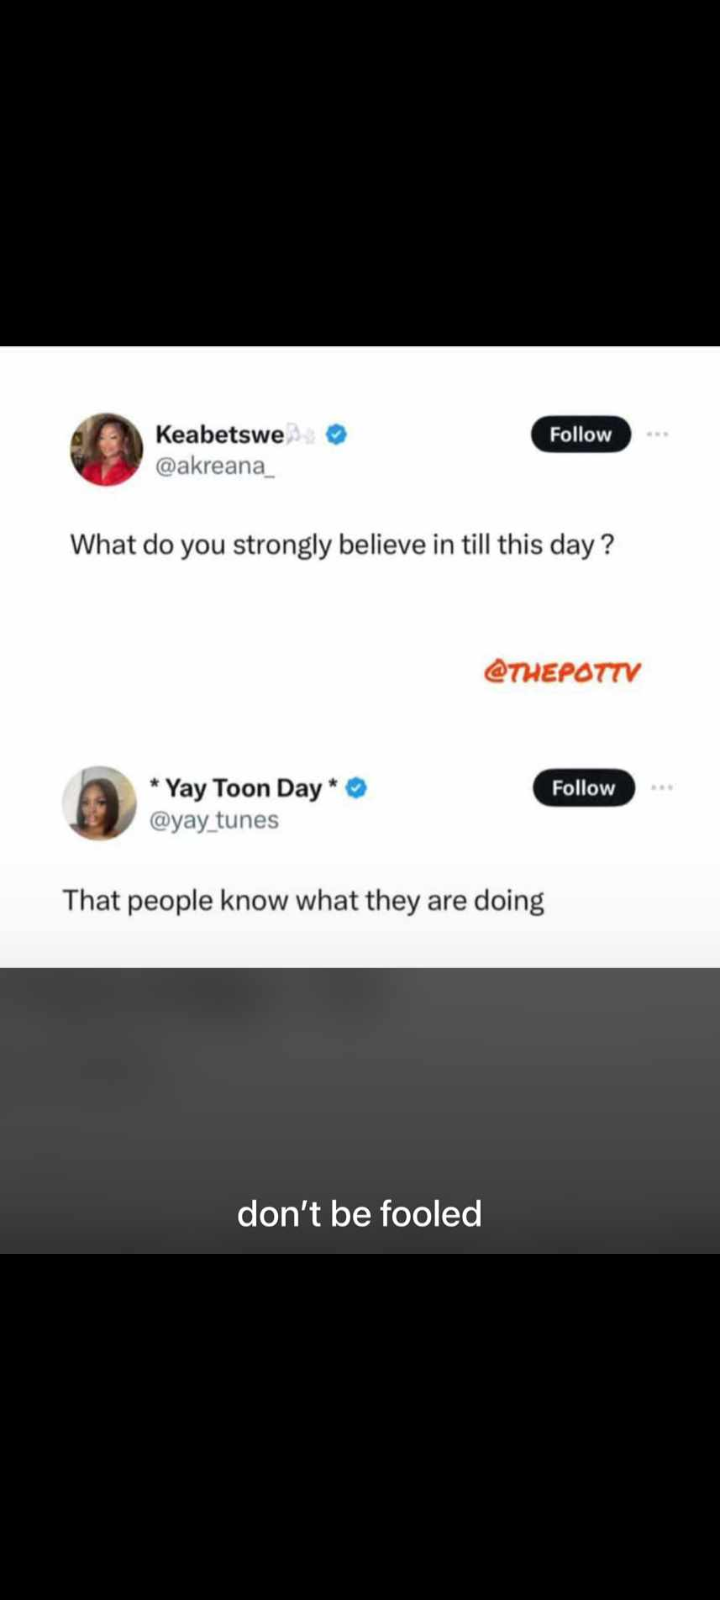 Keabetswe
@akreana_
Follow
What do you strongly believe in till this day ?
@THEPOTTV
* Yay Toon Day *
@yay_tunes
Follow
That people know what they are doing
don't be fooled